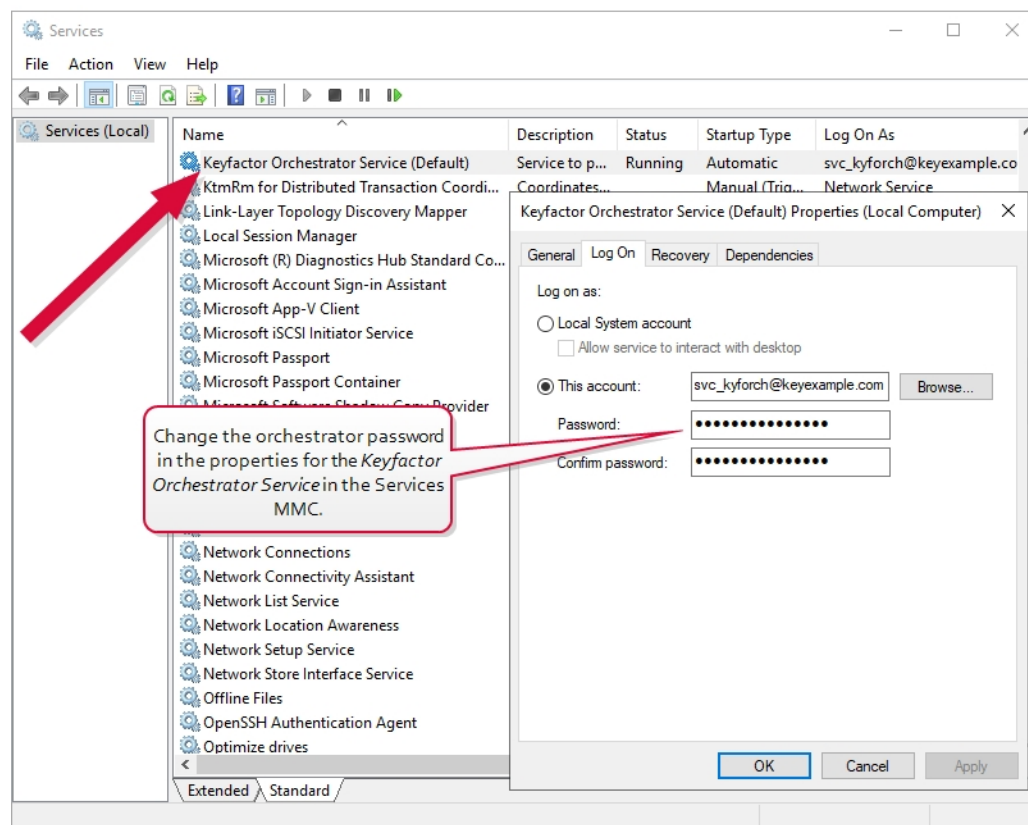 Services
File Action View Help
Services (Local)
Name Description Status Startup Type Log On As
Keyfactor Orchestrator Service (Default) Service to p... Running Automatic svc_kyforch@keyexample.co
KtmRm for Distributed Transaction Coordi... Coordinates... Manual (Trig... Network Service
Link-Layer Topology Discovery Mapper
Local Session Manager
Microsoft (R) Diagnostics Hub Standard Co...
Microsoft Account Sign-in Assistant
Microsoft App-V Client
Microsoft iSCSI Initiator Service
Microsoft Passport
Microsoft Passport Container
Microsoft Software Shadow Copy Provider
Change the orchestrator password
in the properties for the Keyfactor
Orchestrator Service in the Services
MMC.
Network Connections
Network Connectivity Assistant
Network List Service
Network Location Awareness
Network Setup Service
Network Store Interface Service
Offline Files
OpenSSH Authentication Agent
Optimize drives
Extended Standard
Keyfactor Orchestrator Service (Default) Properties (Local Computer)
General Log On Recovery Dependencies
Log on as:
Local System account
Allow service to interact with desktop
This account: svc_kyforch@keyexample.com Browse...
Password: •••••••••••••••
Confirm password: •••••••••••••••
OK Cancel Apply